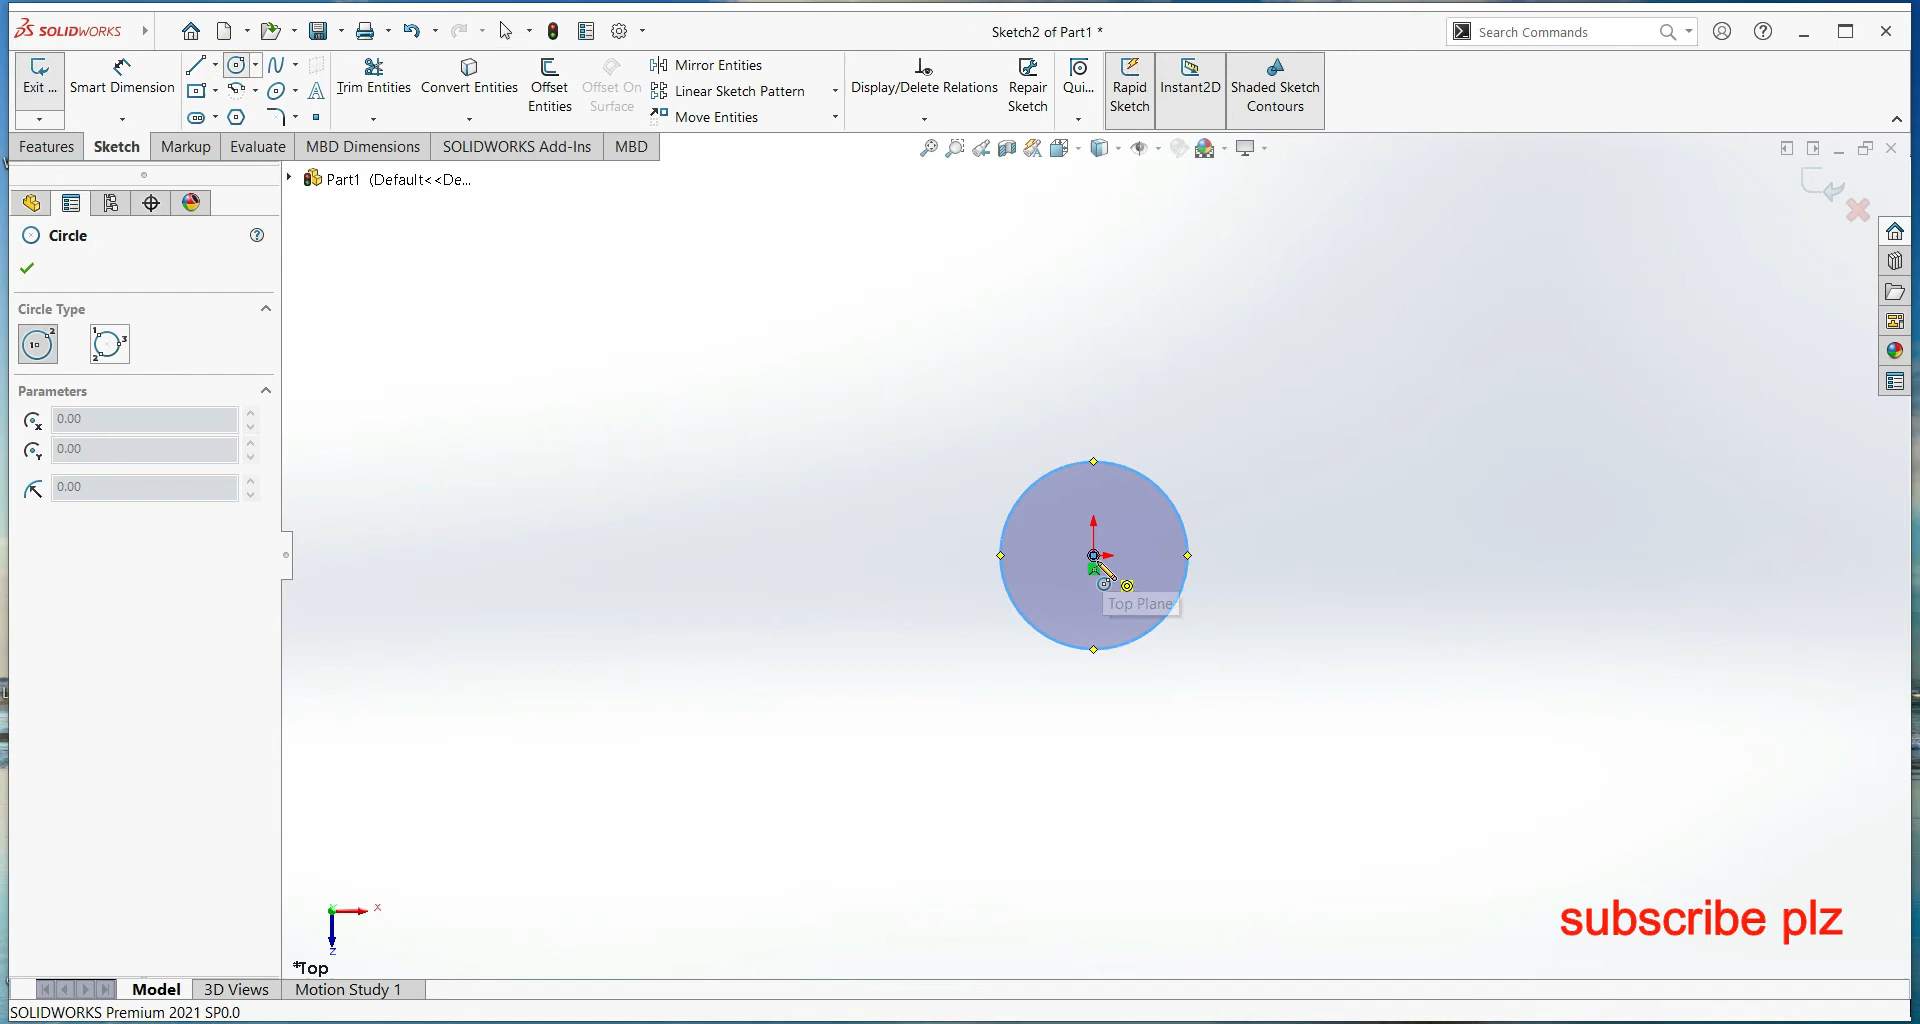 SOLIDWORKS
Sketch2 of Part1 *
Search Commands
Exit ...
Smart Dimension
Trim Entities
Convert Entities
Offset Entities
Offset On Surface
Mirror Entities
Linear Sketch Pattern
Move Entities
Display/Delete Relations
Repair Sketch
Qui...
Rapid Sketch
Instant2D
Shaded Sketch Contours
Features
Sketch
Markup
Evaluate
MBD Dimensions
SOLIDWORKS Add-Ins
MBD
Part1 (Default<<De...
Circle
Circle Type
Parameters
0.00
0.00
0.00
Top Plane
X
Z
*Top
subscribe plz
Model
3D Views
Motion Study 1
SOLIDWORKS Premium 2021 SP0.0